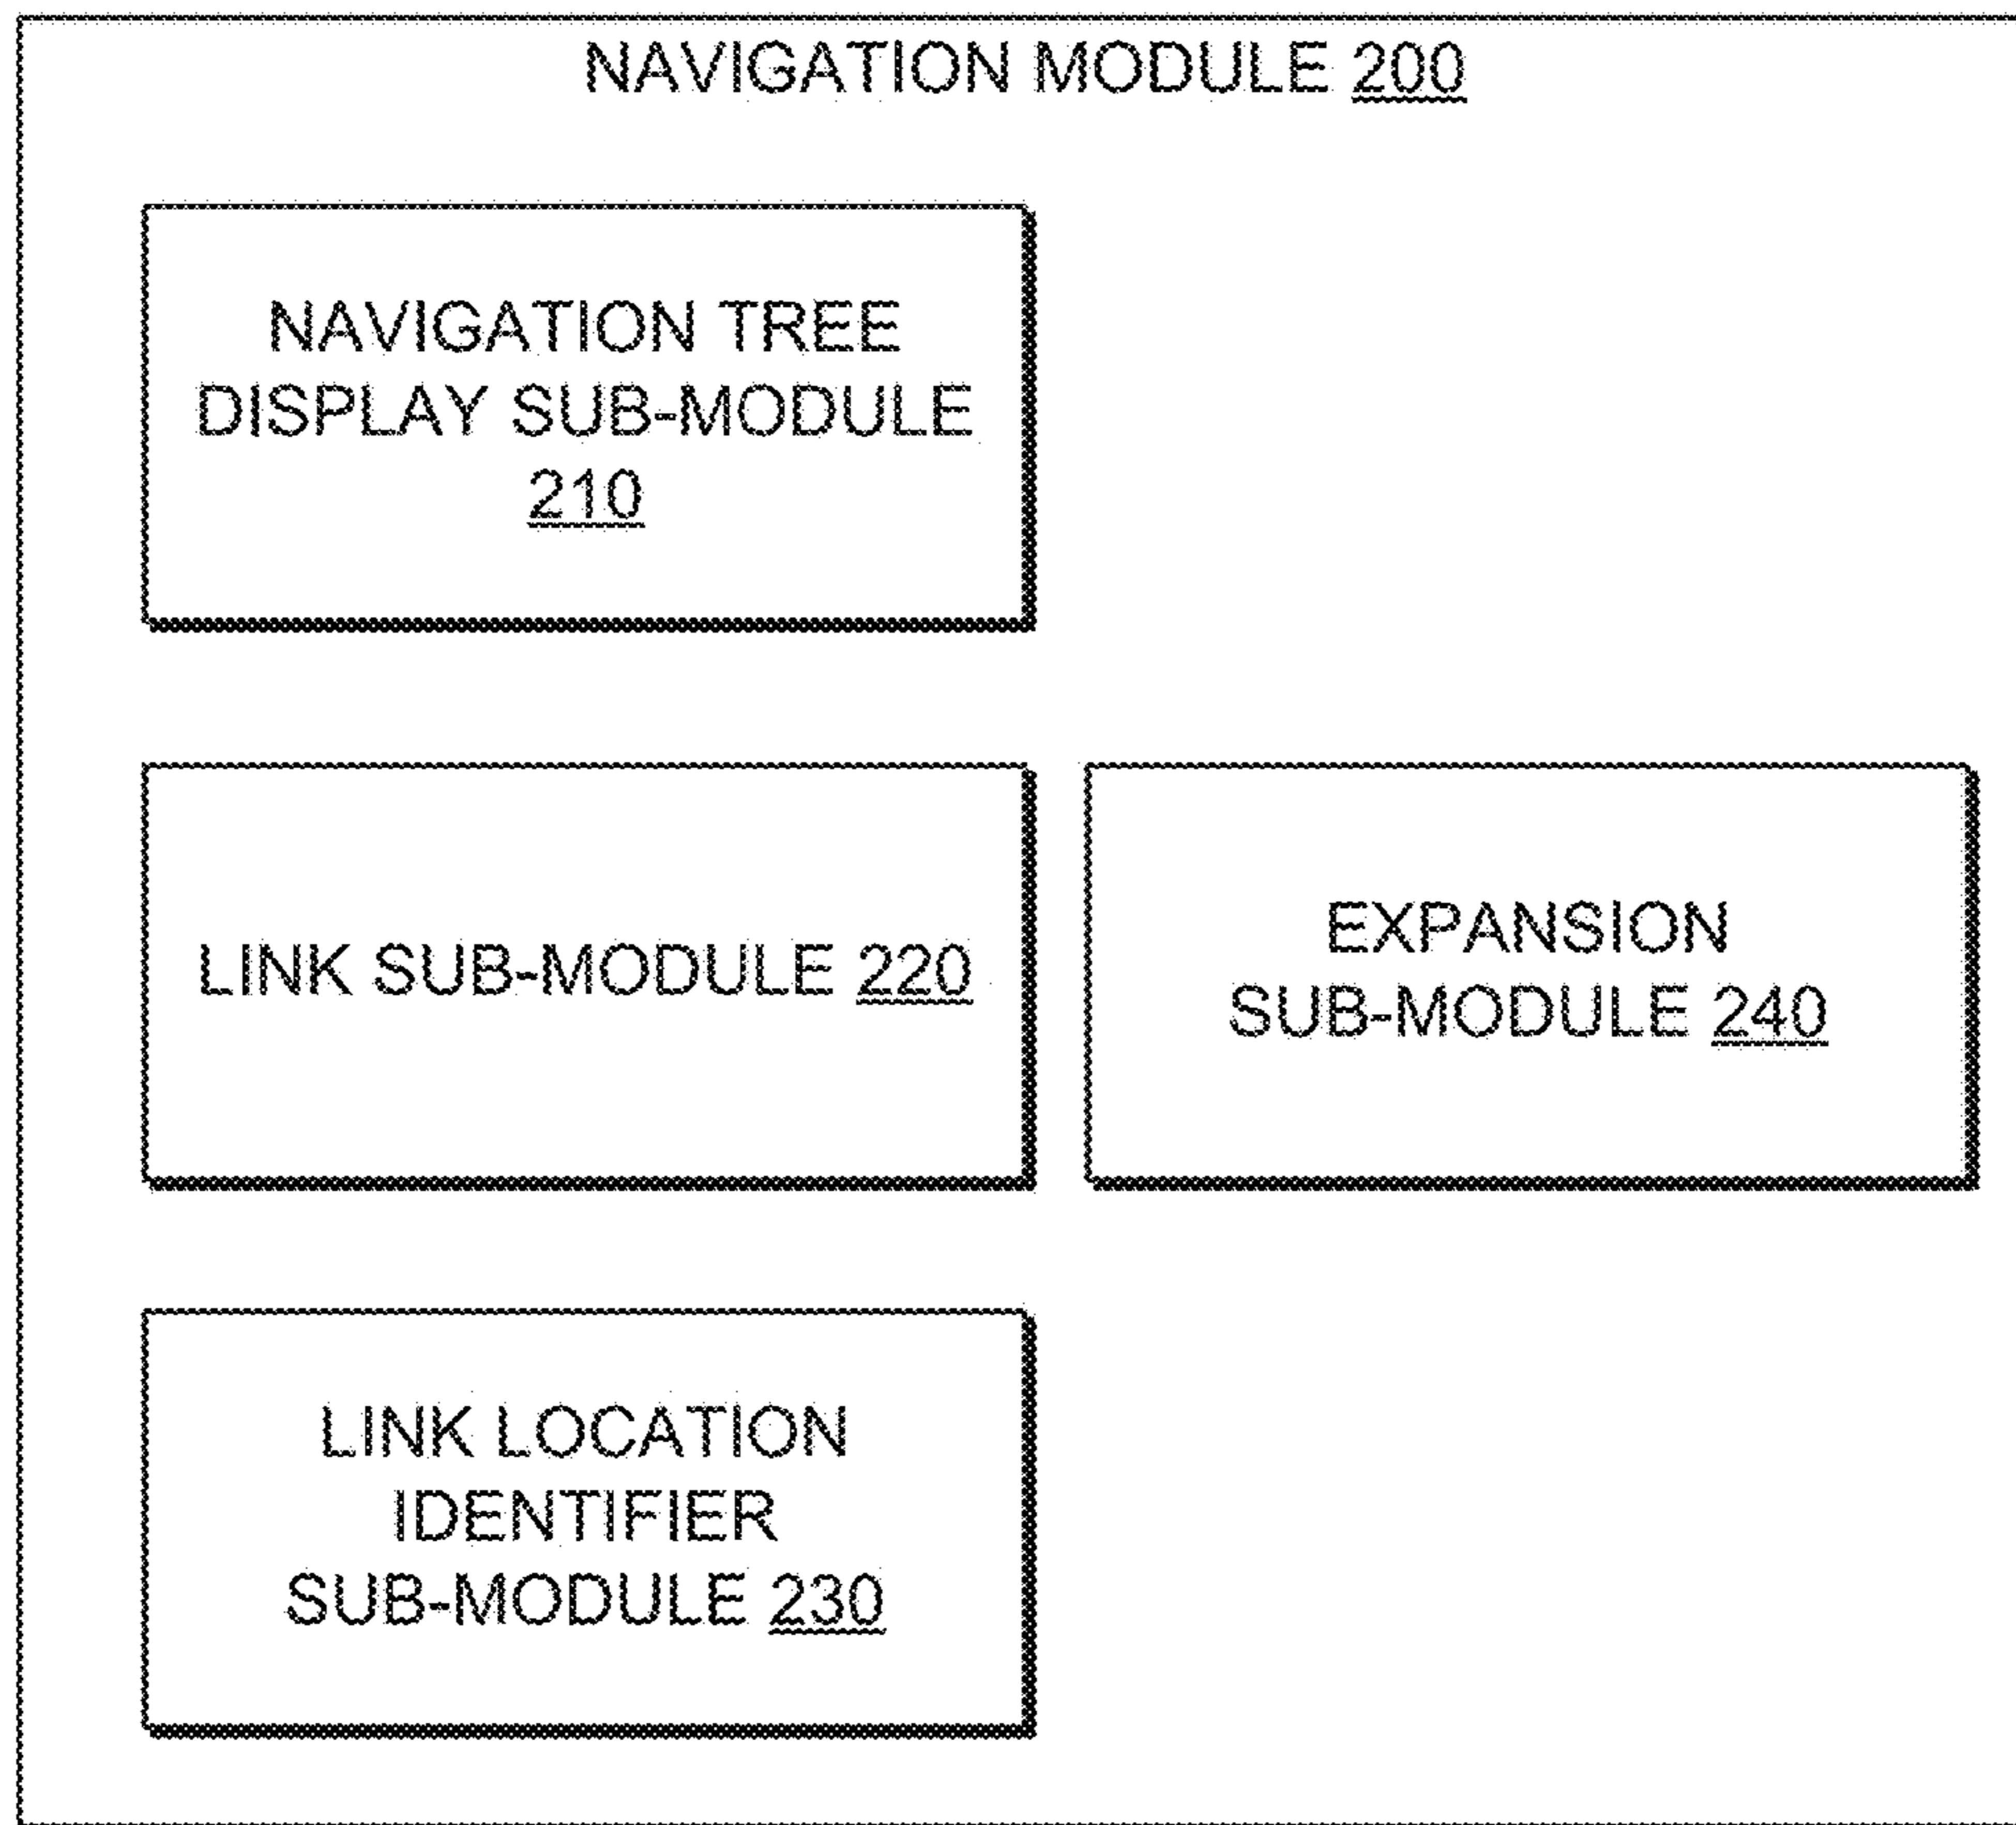 NAVIGATION MODULE 200
NAVIGATION TREE
DISPLAY SUB-MODULE
210
LINK SUB-MODULE 220
EXPANSION
SUB-MODULE 240
LINK LOCATION
IDENTIFIER
SUB-MODULE 230